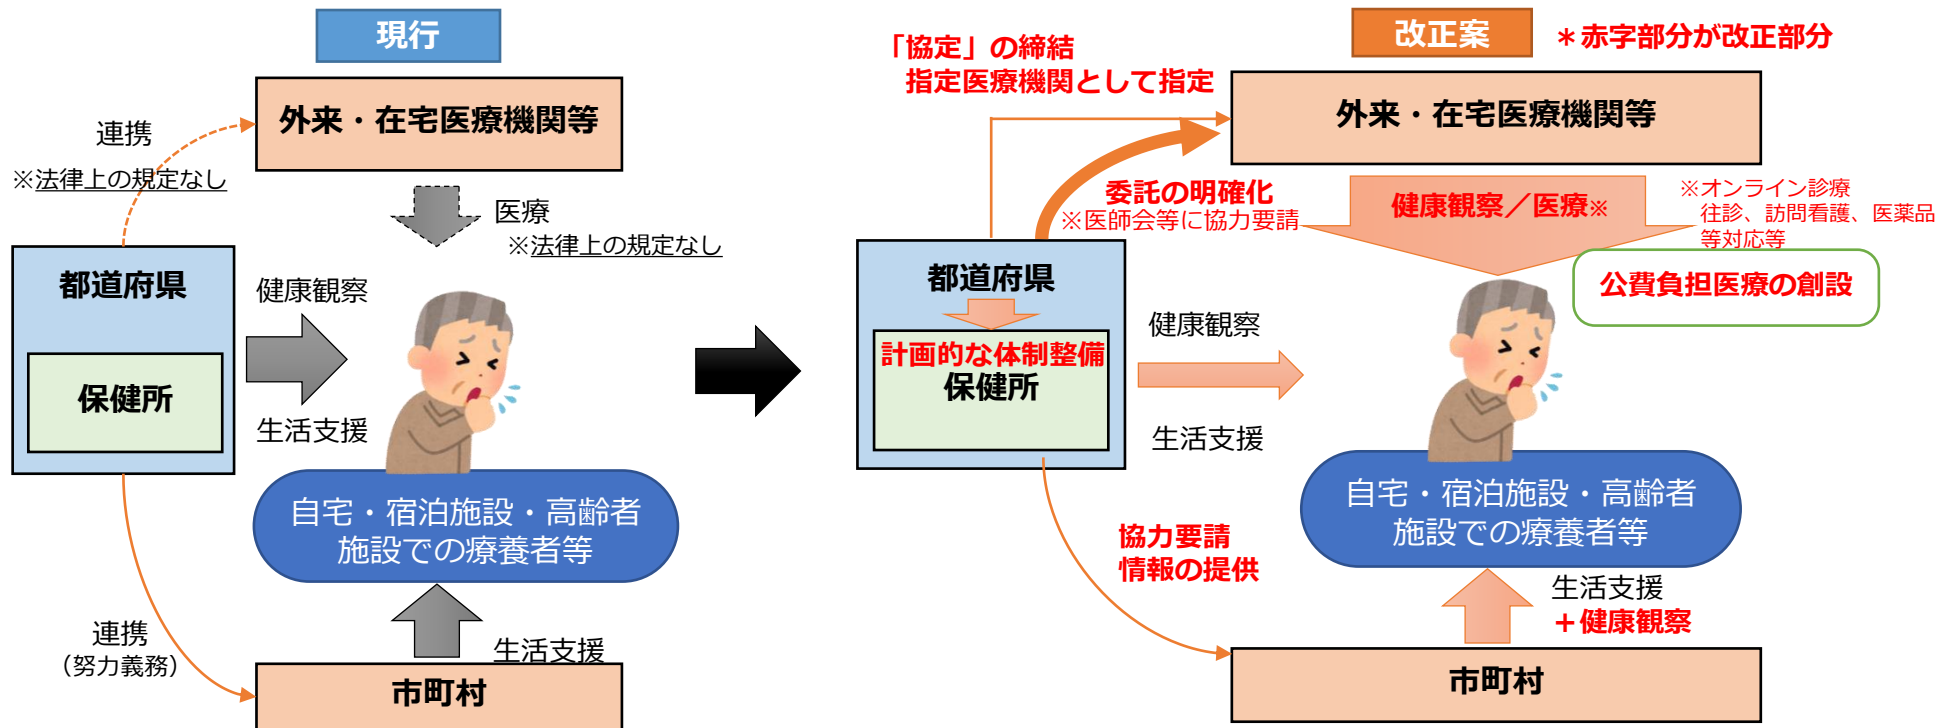 現行
外来・在宅医療機関等
連携
※法律上の規定なし
医療
※法律上の規定なし
都道府県
保健所
健康観察
生活支援
自宅・宿泊施設・高齢者
施設での療養者等
連携
（努力義務）
生活支援
市町村
改正案
＊赤字部分が改正部分
「協定」の締結
指定医療機関として指定
外来・在宅医療機関等
委託の明確化
※医師会等に協力要請
健康観察／医療※
※オンライン診療
往診、訪問看護、医薬品
等対応等
公費負担医療の創設
都道府県
計画的な体制整備
保健所
健康観察
生活支援
自宅・宿泊施設・高齢者
施設での療養者等
協力要請
情報の提供
生活支援
＋健康観察
市町村